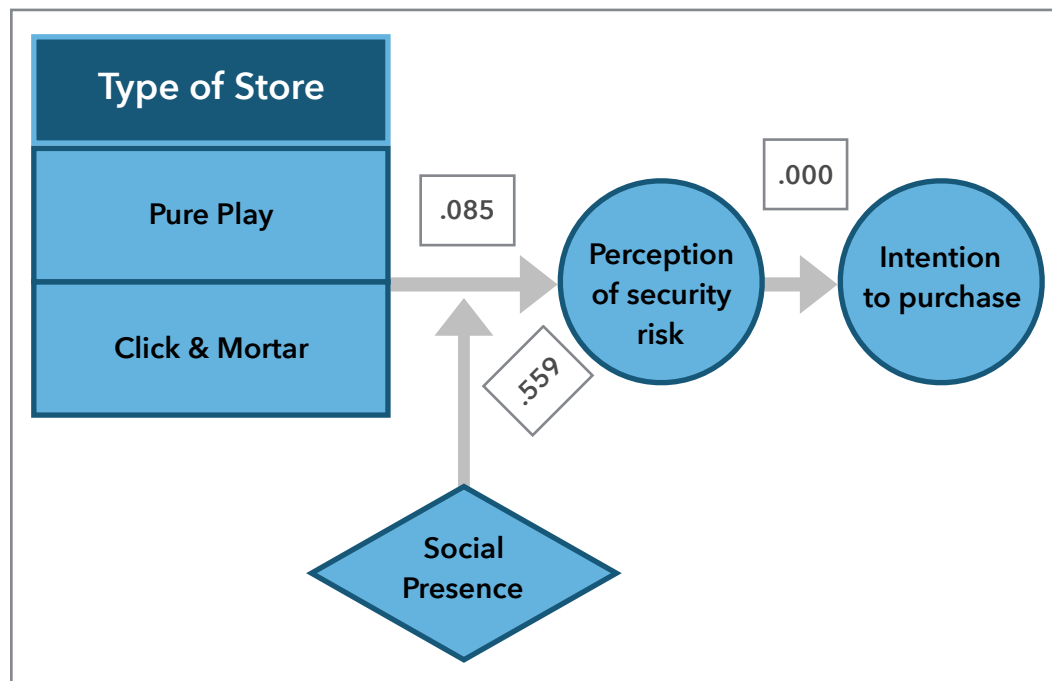 Type of Store
Pure Play
Click & Mortar
.085
.559
Perception
of security
risk
.000
Intention
to purchase
Social
Presence